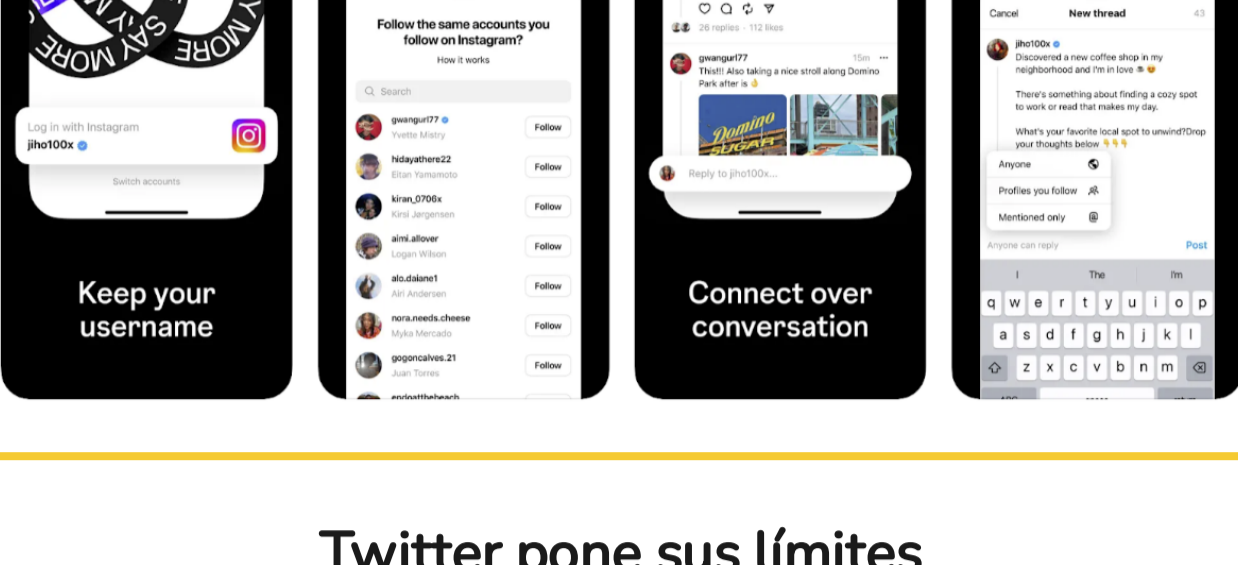 SAY MORE
SAY MORE
Log in with Instagram
jiho100x
Switch accounts
Keep your
username
Follow the same accounts you
follow on Instagram?
How it works
Search
gwangurl77
Yvette Mistry
Follow
hidayathere22
Eitan Yamamoto
Follow
kiran_0706x
Kirsi Jørgensen
Follow
aimi.allover
Logan Wilson
Follow
alo.daiane1
Airi Andersen
Follow
nora.needs.cheese
Myka Mercado
Follow
gogoncalves.21
Juan Torres
Follow
endoatthebeach
26 replies · 112 likes
gwangurl77 15m
This!!! Also taking a nice stroll along Domino
Park after is 👌
Domino
SUGAR
Reply to jiho100x...
Connect over
conversation
Cancel New thread 43
jiho100x
Discovered a new coffee shop in my
neighborhood and I'm in love ☕ 😍
There's something about finding a cozy spot
to work or read that makes my day.
What's your favorite local spot to unwind?Drop
your thoughts below 👇👇👇
Anyone
Profiles you follow
Mentioned only
Anyone can reply Post
I The I'm
q w e r t y u i o p
a s d f g h j k l
z x c v b n m
Twitter pone sus límites